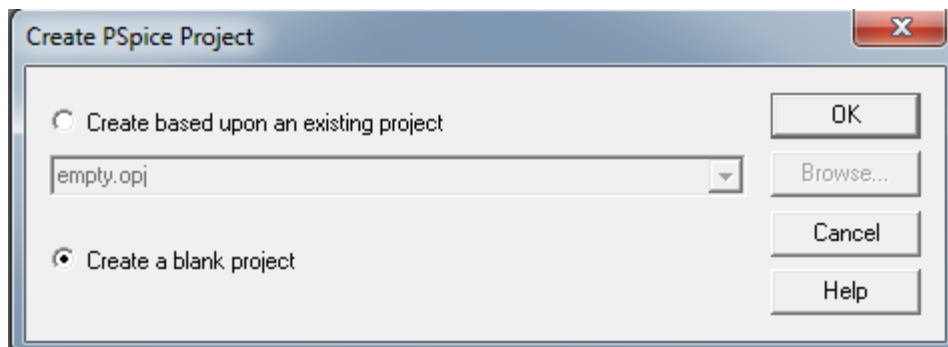 Create PSpice Project
Create based upon an existing project
OK
empty.opj
Browse...
Cancel
Create a blank project
Help